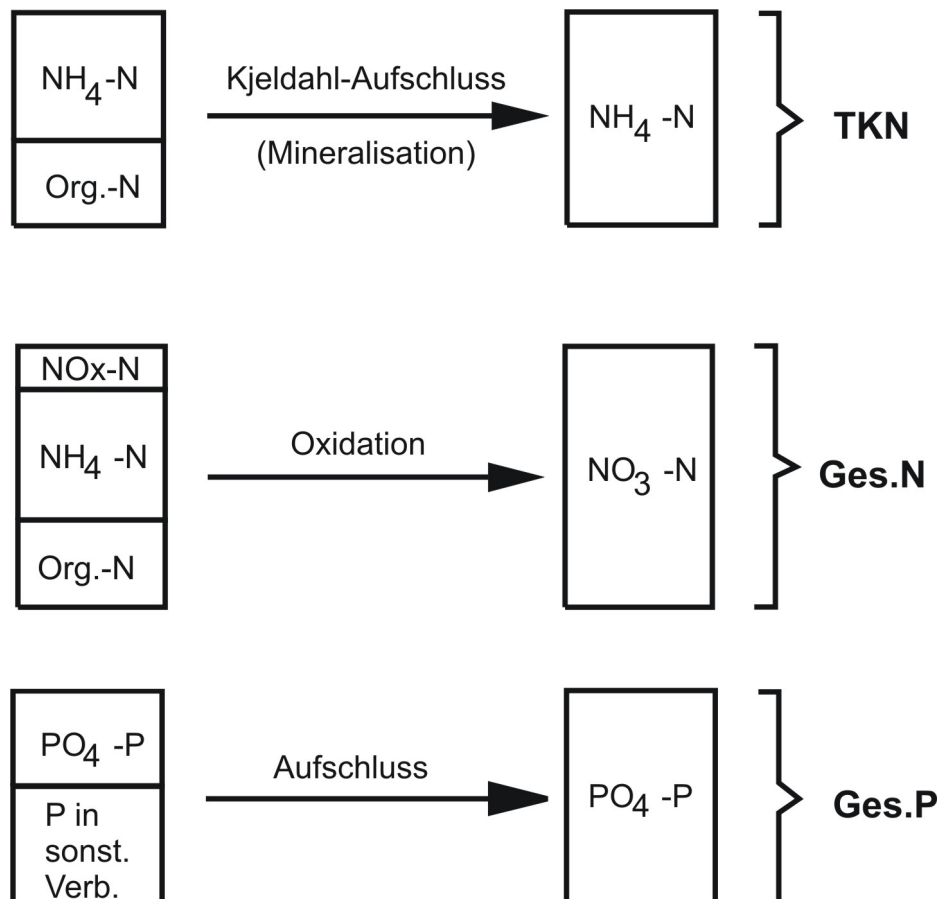 NH4-N
Org.-N
Kjeldahl-Aufschluss
(Mineralisation)
NH4 -N
TKN
NOx-N
NH4 -N
Org.-N
Oxidation
NO3 -N
Ges.N
PO4 -P
P in
sonst.
Verb.
Aufschluss
PO4 -P
Ges.P